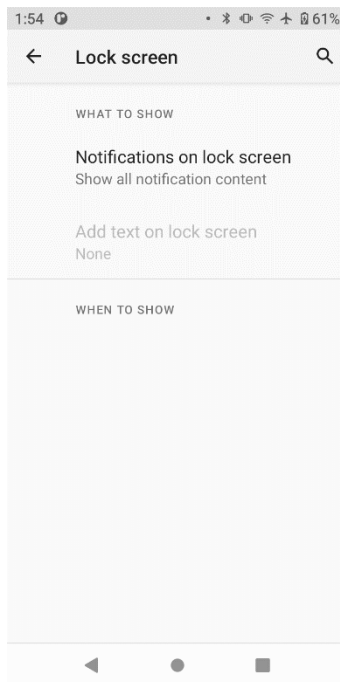 1:54 61%
Lock screen
WHAT TO SHOW
Notifications on lock screen
Show all notification content
Add text on lock screen
None
WHEN TO SHOW